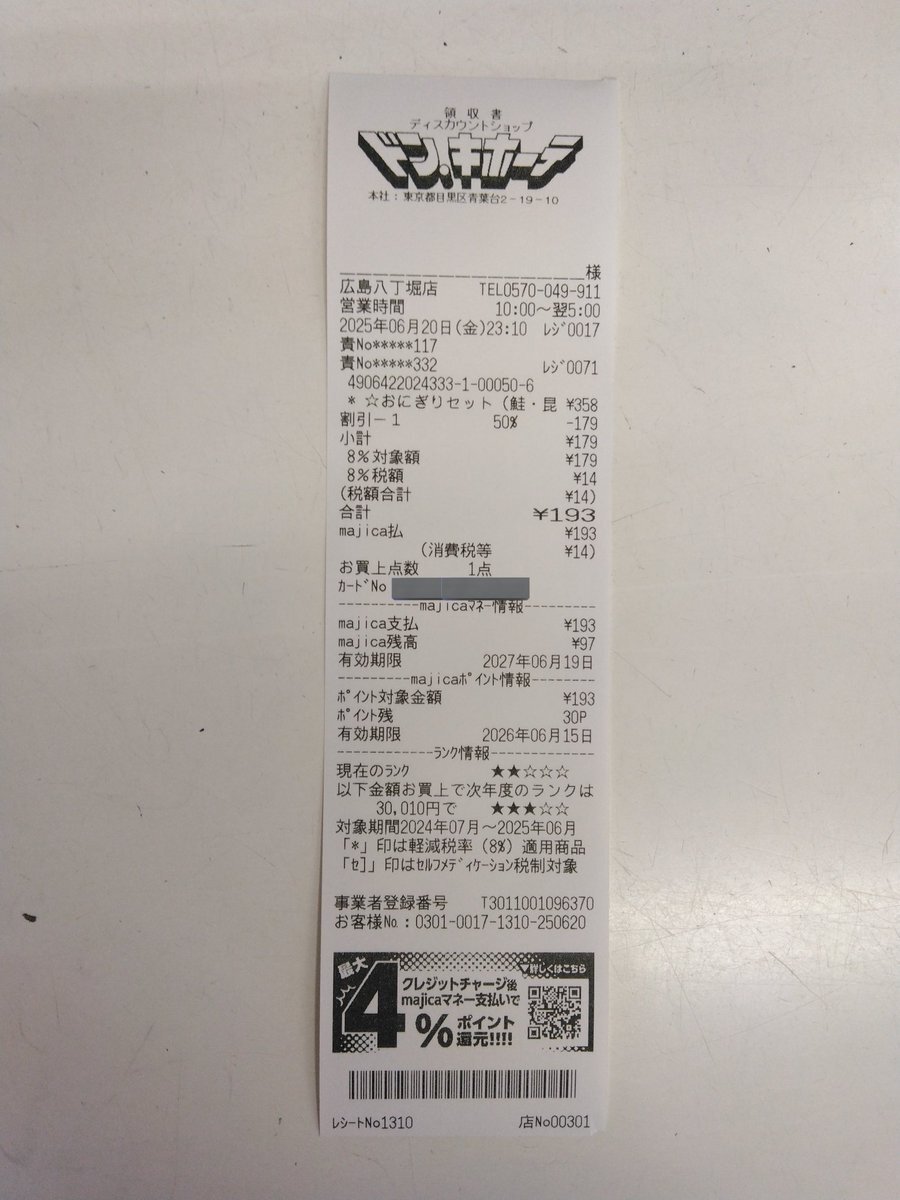 領収書
ディスカウントショップ
ドン.キホーテ
本社：東京都目黒区青葉台2-19-10
様
広島八丁堀店 TEL0570-049-911
営業時間 10:00～翌5:00
2025年06月20日(金)23:10 ﾚｼﾞ0017
責No*****117
責No*****332 ﾚｼﾞ0071
4906422024333-1-00050-6
* ☆おにぎりセット（鮭・昆 ¥358
割引－1 50% -179
小計 ¥179
8%対象額 ¥179
8%税額 ¥14
(税額合計 ¥14)
合計 ¥193
majica払 ¥193
(消費税等 ¥14)
お買上点数 1点
ｶｰﾄﾞNo
----------majicaﾏﾈｰ情報---------
majica支払 ¥193
majica残高 ¥97
有効期限 2027年06月19日
---------majicaﾎﾟｲﾝﾄ情報--------
ﾎﾟｲﾝﾄ対象金額 ¥193
ﾎﾟｲﾝﾄ残 30P
有効期限 2026年06月15日
------------ﾗﾝｸ情報-------------
現在のﾗﾝｸ ★★☆☆☆
以下金額お買上で次年度のランクは
30,010円で ★★★☆☆
対象期間2024年07月～2025年06月
「*」印は軽減税率（8%）適用商品
「セ]」印はｾﾙﾌﾒﾃﾞｨｹｰｼｮﾝ税制対象
事業者登録番号 T3011001096370
お客様№：0301-0017-1310-250620
▼詳しくはこちら
最大4%ポイント還元!!!!
クレジットチャージ後
majicaマネー支払いで
ﾚｼｰﾄNo1310 店No00301